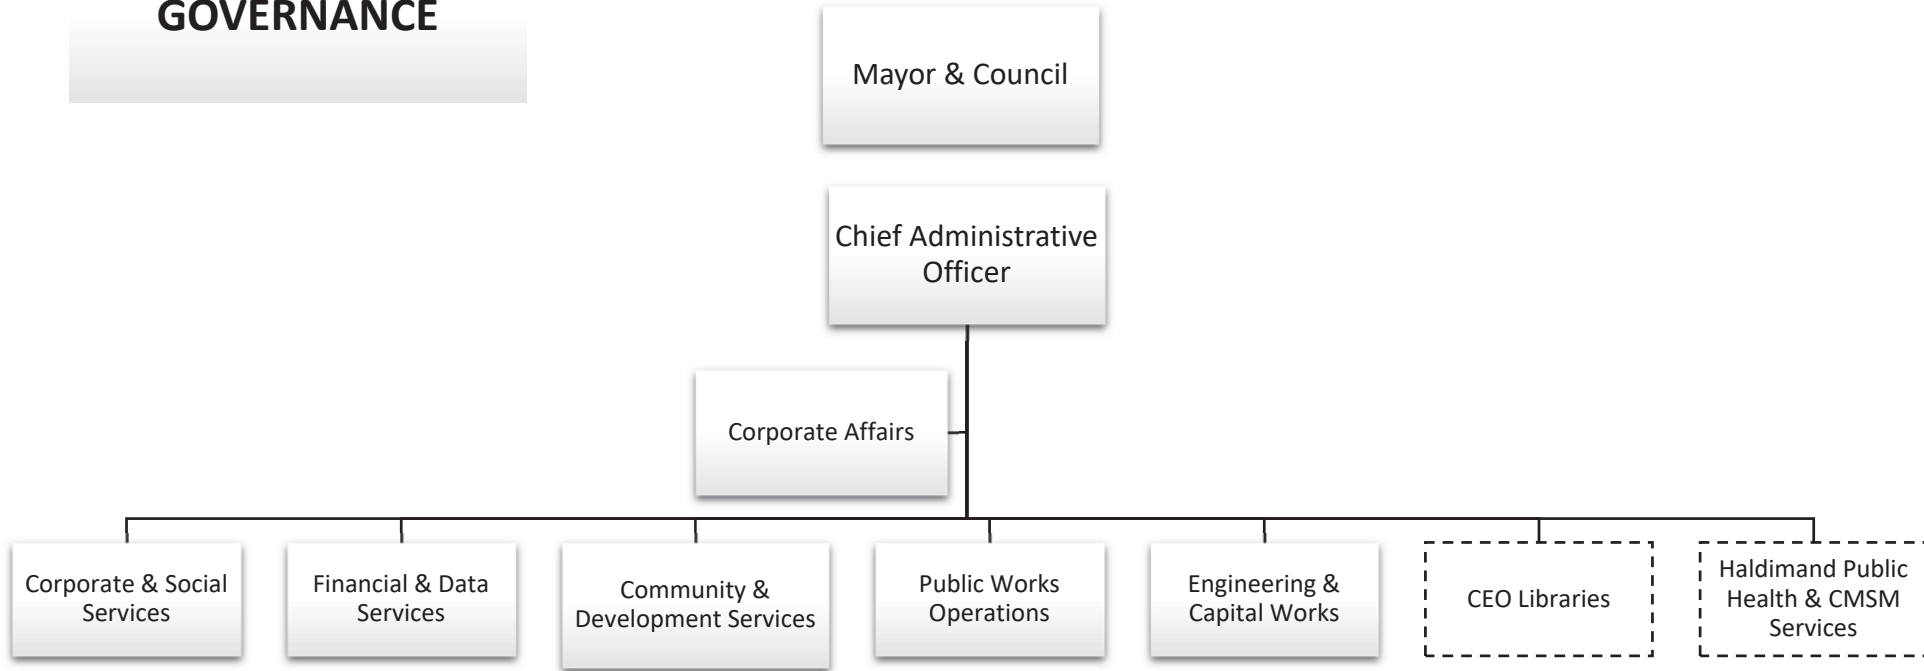 GOVERNANCE
Mayor & Council
Chief Administrative
Officer
Corporate Affairs
Corporate & Social
Services
Financial & Data
Services
Community &
Development Services
Public Works
Operations
Engineering &
Capital Works
CEO Libraries
Haldimand Public
Health & CMSM
Services